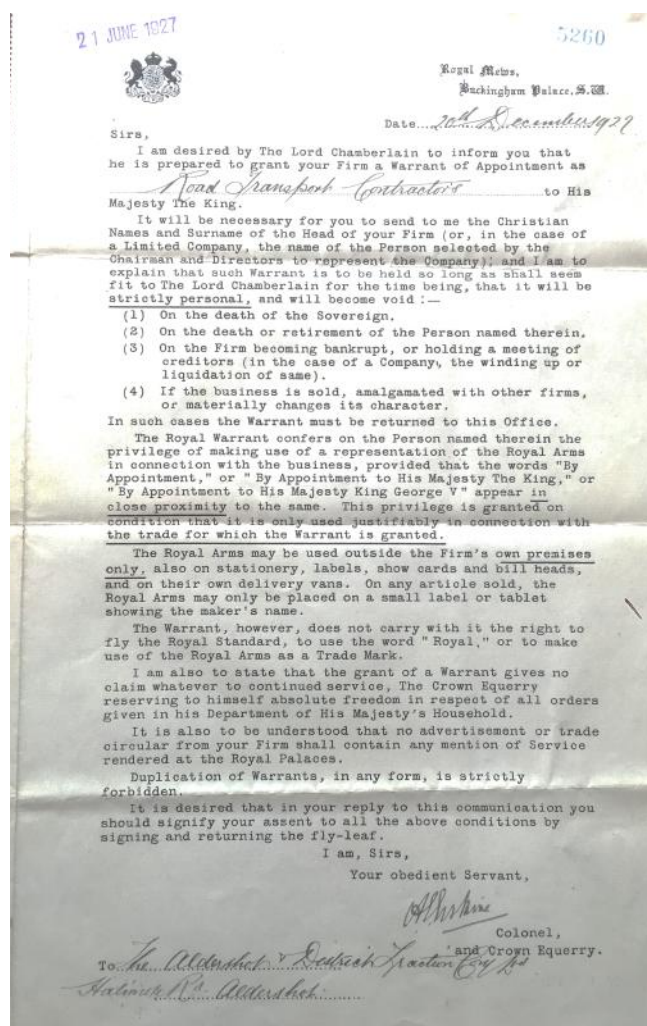 21 JUNE 1927
5260
Royal Mews,
Buckingham Palace, S.W.
Date 20th December 1927
Sirs,
I am desired by The Lord Chamberlain to inform you that
he is prepared to grant your Firm a Warrant of Appointment as
Road Transport Contractors to His
Majesty The King.
It will be necessary for you to send to me the Christian
Names and Surname of the Head of your Firm (or, in the case of
a Limited Company, the name of the Person selected by the
Chairman and Directors to represent the Company); and I am to
explain that such Warrant is to be held so long as shall seem
fit to The Lord Chamberlain for the time being, that it will be
strictly personal, and will become void :—
(1) On the death of the Sovereign.
(2) On the death or retirement of the Person named therein.
(3) On the Firm becoming bankrupt, or holding a meeting of
creditors (in the case of a Company, the winding up or
liquidation of same).
(4) If the business is sold, amalgamated with other firms,
or materially changes its character.
In such cases the Warrant must be returned to this Office.
The Royal Warrant confers on the Person named therein the
privilege of making use of a representation of the Royal Arms
in connection with the business, provided that the words "By
Appointment," or "By Appointment to His Majesty The King," or
"By Appointment to His Majesty King George V" appear in
close proximity to the same. This privilege is granted on
condition that it is only used justifiably in connection with
the trade for which the Warrant is granted.
The Royal Arms may be used outside the Firm's own premises
only, also on stationery, labels, show cards and bill heads,
and on their own delivery vans. On any article sold, the
Royal Arms may only be placed on a small label or tablet
showing the maker's name.
The Warrant, however, does not carry with it the right to
fly the Royal Standard, to use the word "Royal," or to make
use of the Royal Arms as a Trade Mark.
I am also to state that the grant of a Warrant gives no
claim whatever to continued service, The Crown Equerry
reserving to himself absolute freedom in respect of all orders
given in his Department of His Majesty's Household.
It is also to be understood that no advertisement or trade
circular from your Firm shall contain any mention of Service
rendered at the Royal Palaces.
Duplication of Warrants, in any form, is strictly
forbidden.
It is desired that in your reply to this communication you
should signify your assent to all the above conditions by
signing and returning the fly-leaf.
I am, Sirs,
Your obedient Servant,
Colonel,
and Crown Equerry.
To The Aldershot & District Traction Coy Ltd
Halimote Rd Aldershot.